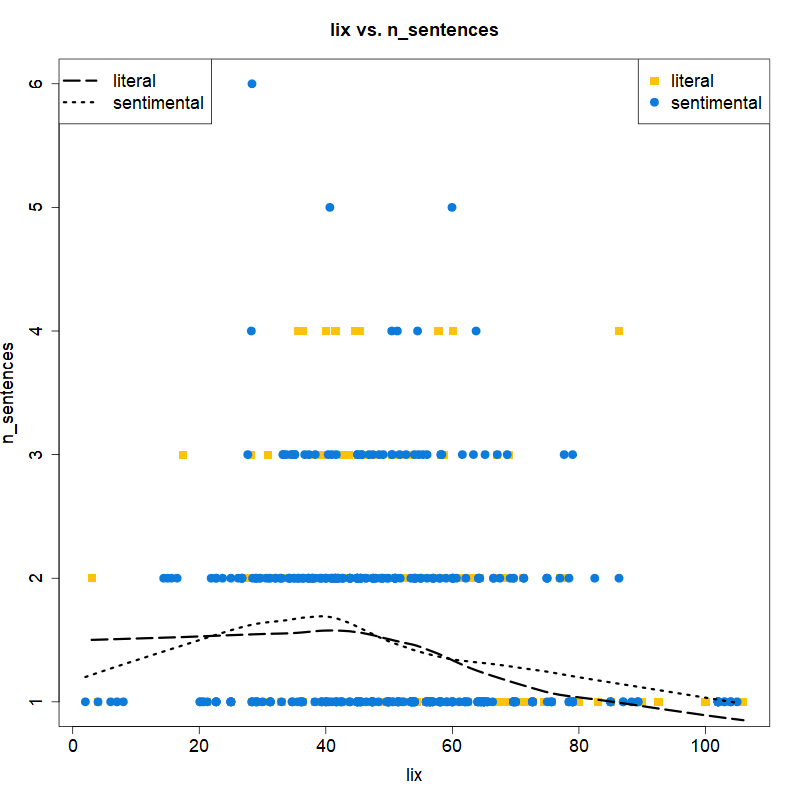 lix vs. n_sentences
literal
sentimental
literal
sentimental
n_sentences
6
5
4
3
2
1
0 20 40 60 80 100
lix